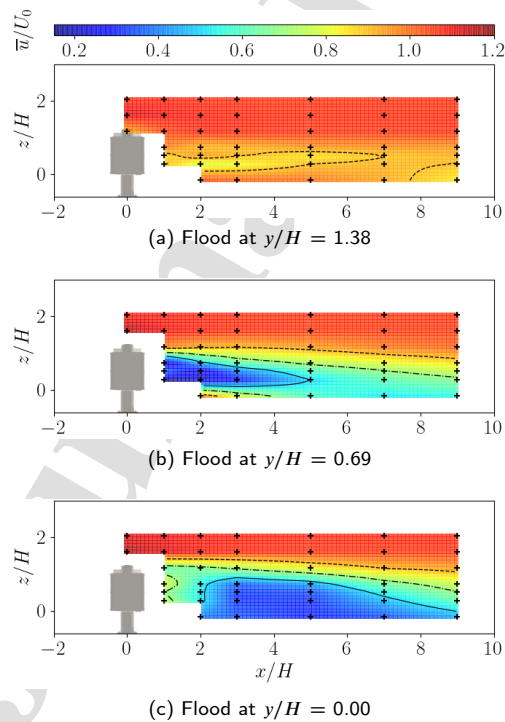 u̅/U₀
0.2 0.4 0.6 0.8 1.0 1.2
z/H
2
0
−2 0 2 4 6 8 10
(a) Flood at y/H = 1.38
z/H
2
0
−2 0 2 4 6 8 10
(b) Flood at y/H = 0.69
z/H
2
0
−2 0 2 4 6 8 10
x/H
(c) Flood at y/H = 0.00